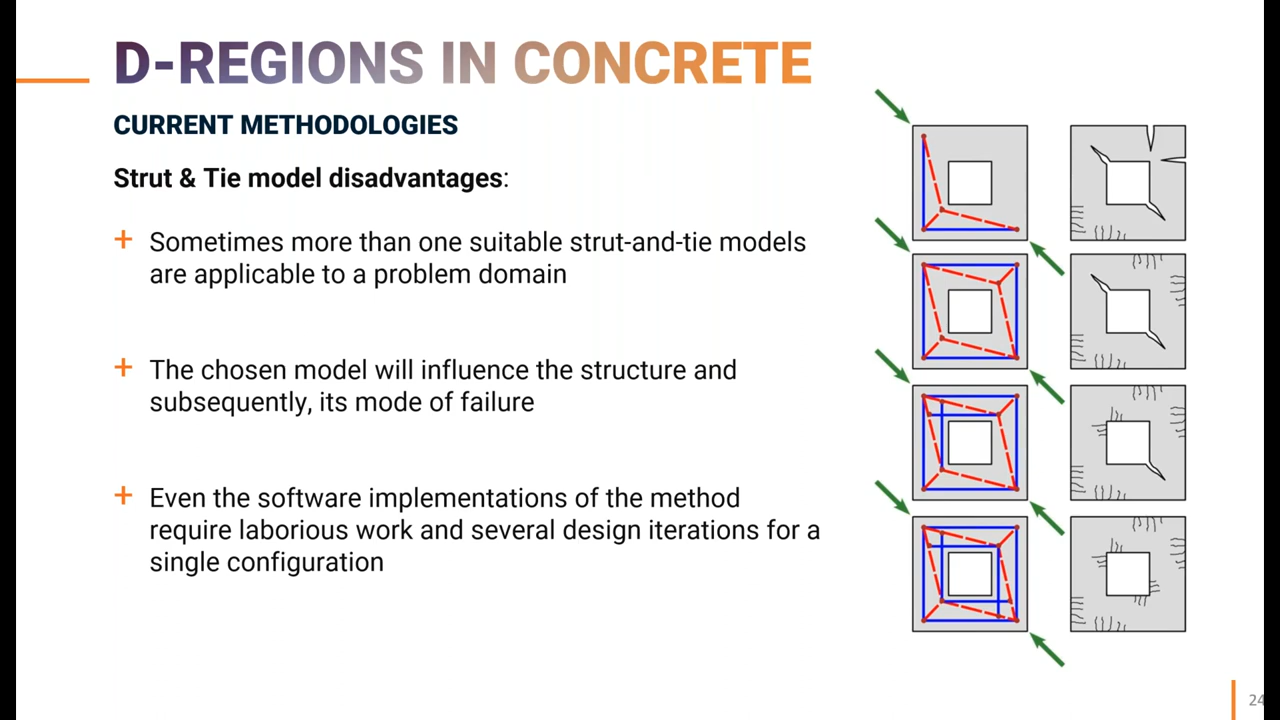 D-REGIONS IN CONCRETE
CURRENT METHODOLOGIES
Strut & Tie model disadvantages:
+ Sometimes more than one suitable strut-and-tie models
are applicable to a problem domain
+ The chosen model will influence the structure and
subsequently, its mode of failure
+ Even the software implementations of the method
require laborious work and several design iterations for a
single configuration
24